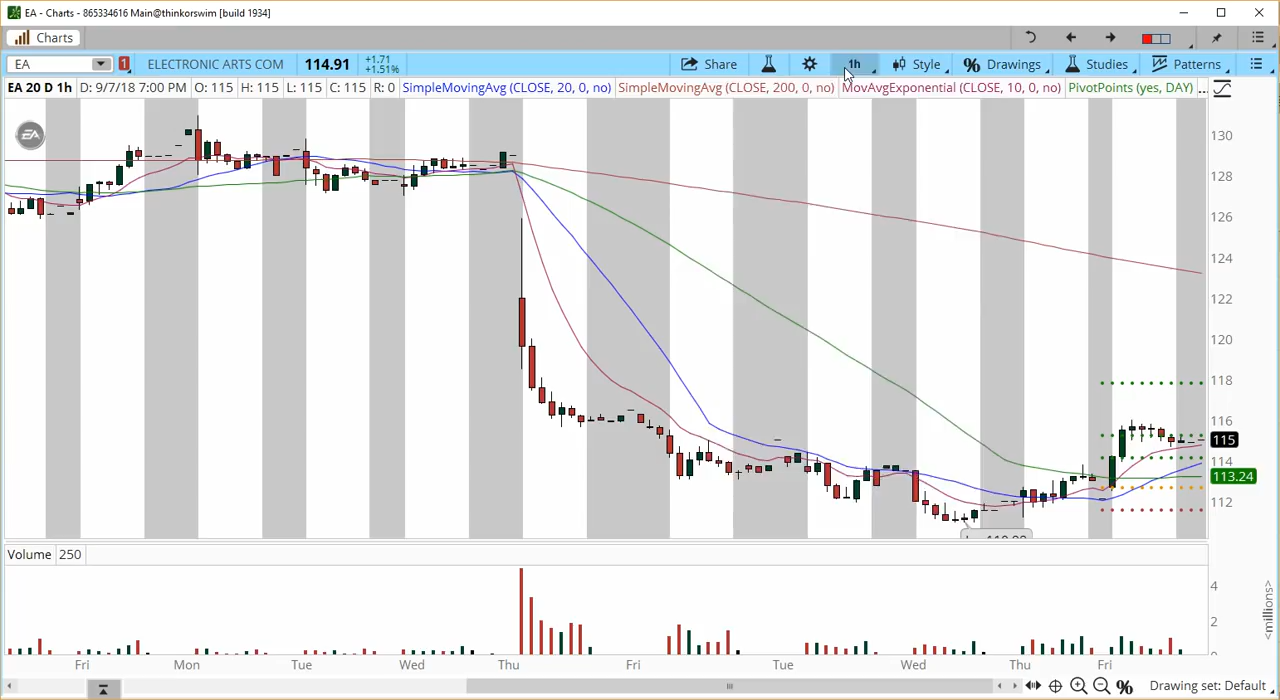 EA - Charts - 865334616 Main@thinkorswim [build 1934]
Charts
EA 1 ELECTRONIC ARTS COM 114.91 +1.71 +1.51% Share 1h Style % Drawings Studies Patterns
EA 20 D 1h D: 9/7/18 7:00 PM O: 115 H: 115 L: 115 C: 115 R: 0 SimpleMovingAvg (CLOSE, 20, 0, no) SimpleMovingAvg (CLOSE, 200, 0, no) MovAvgExponential (CLOSE, 10, 0, no) PivotPoints (yes, DAY) ...
EA
130
128
126
124
122
120
118
116
115
114
113.24
112
Volume 250
4
2
0
<millions>
Fri Mon Tue Wed Thu Fri Tue Wed Thu Fri
% Drawing set: Default